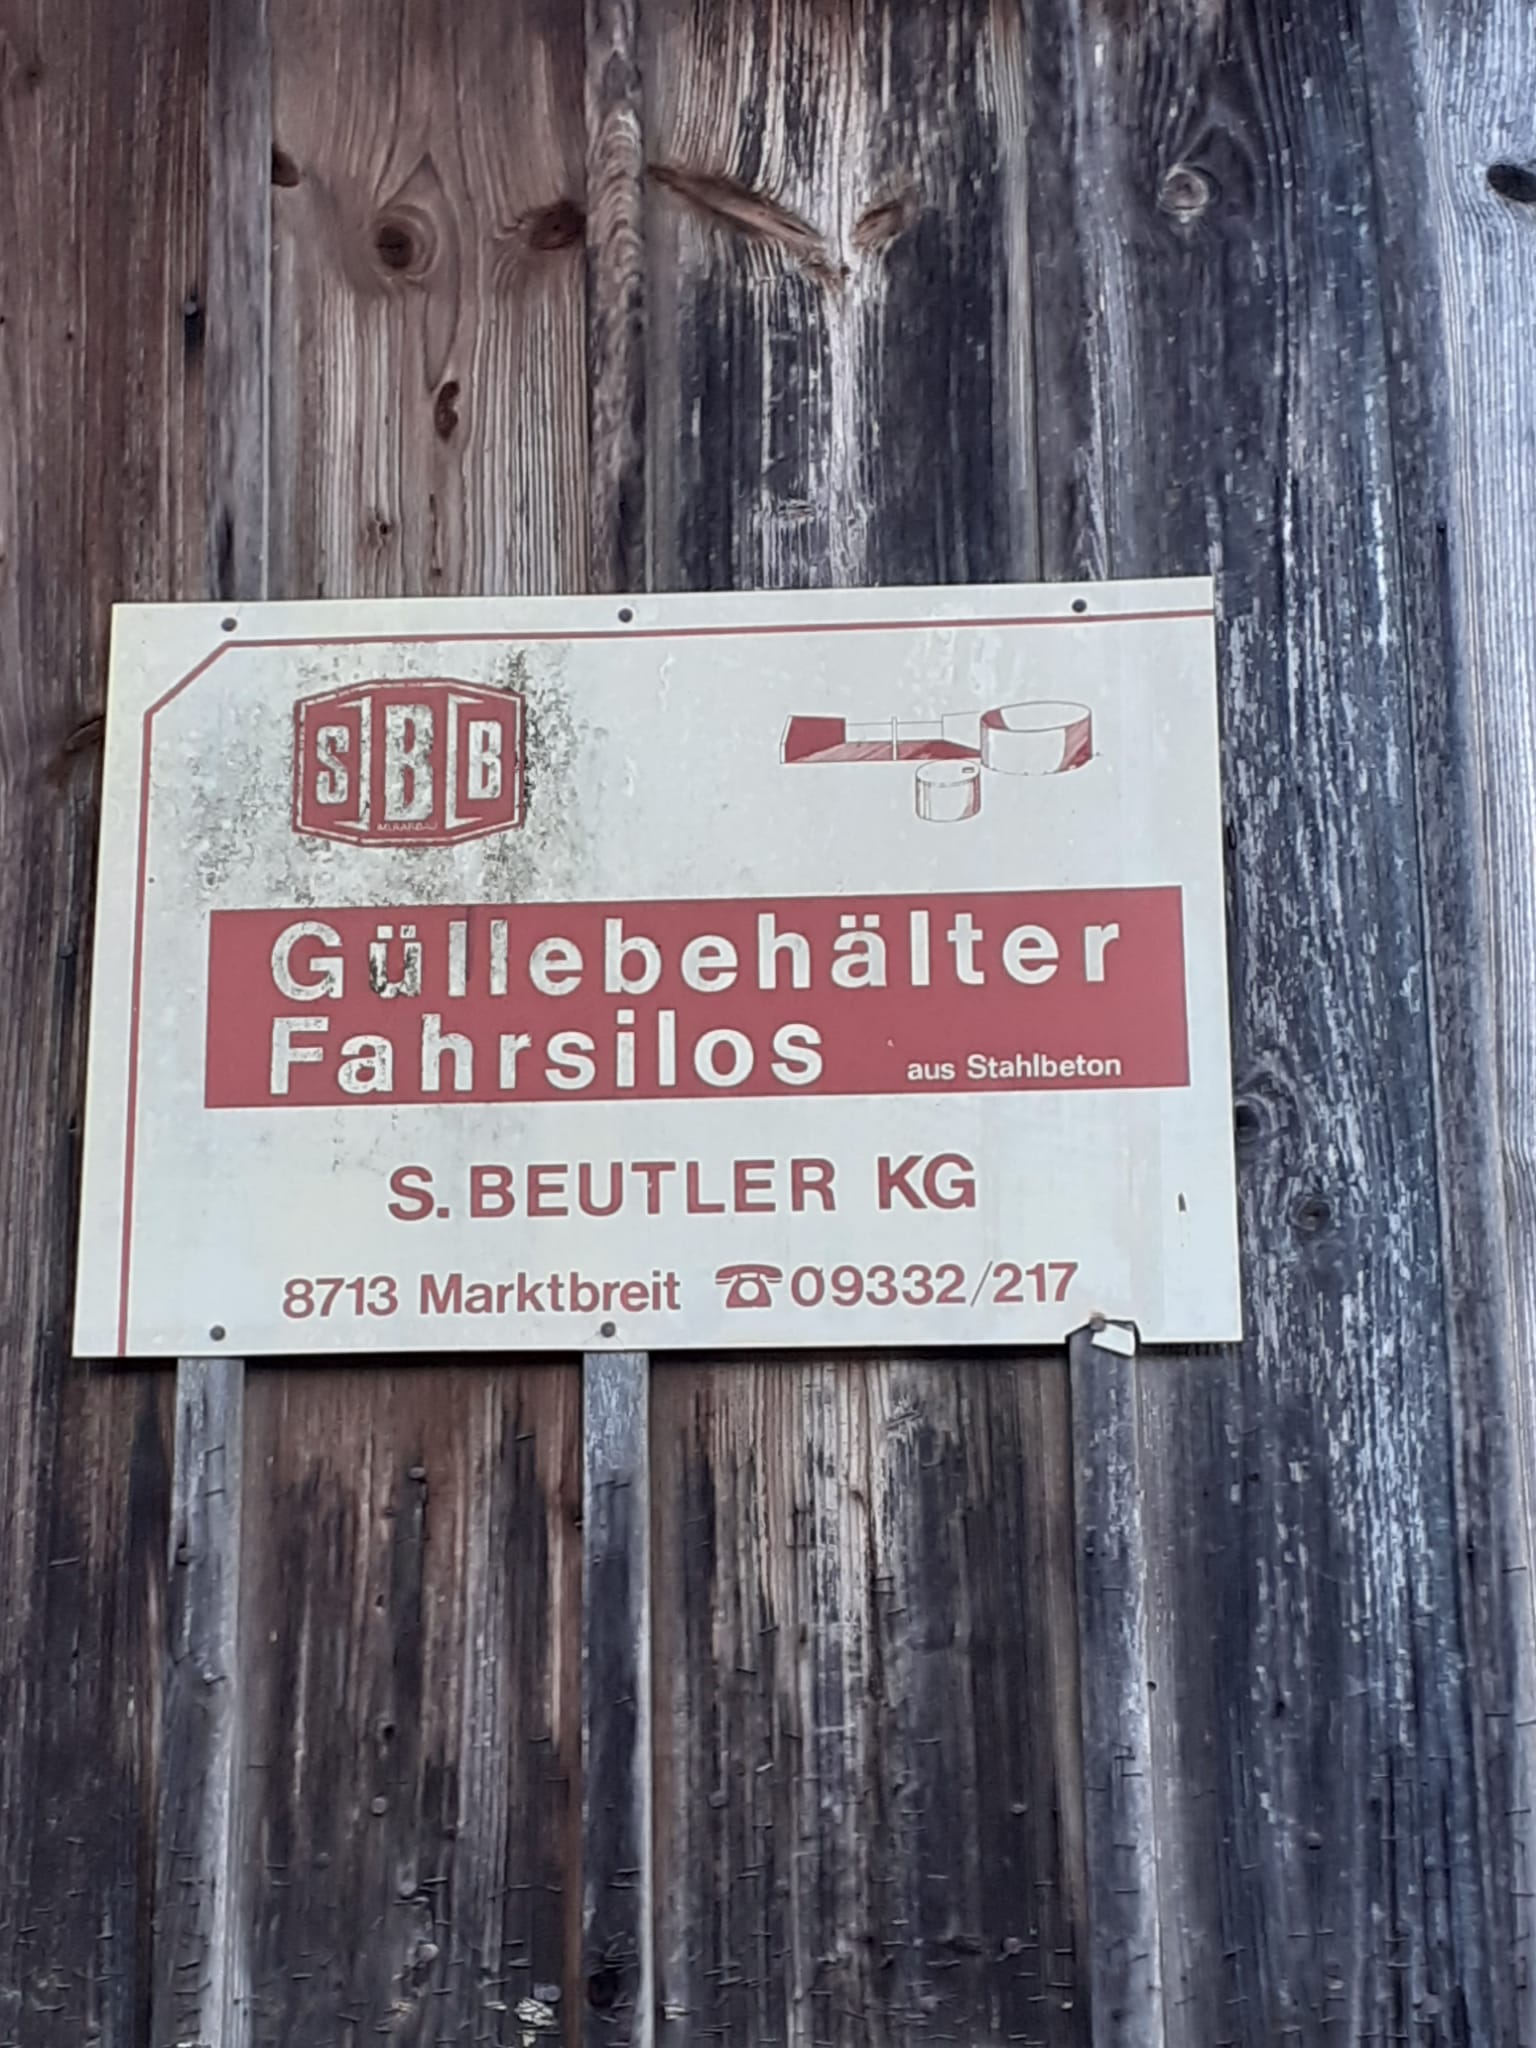 SBB
Güllebehälter
Fahrsilos aus Stahlbeton
S. BEUTLER KG
8713 Marktbreit ☎ 09332/217